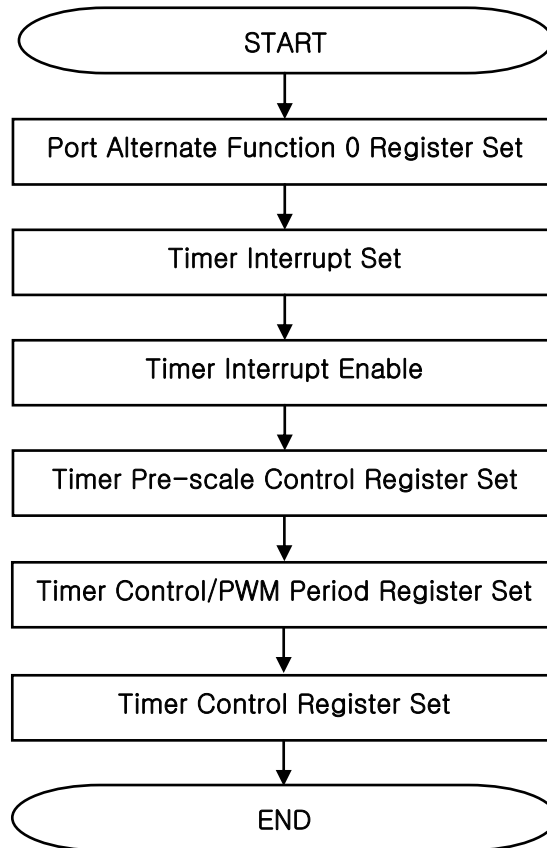 START
Port Alternate Function 0 Register Set
Timer Interrupt Set
Timer Interrupt Enable
Timer Pre-scale Control Register Set
Timer Control/PWM Period Register Set
Timer Control Register Set
END